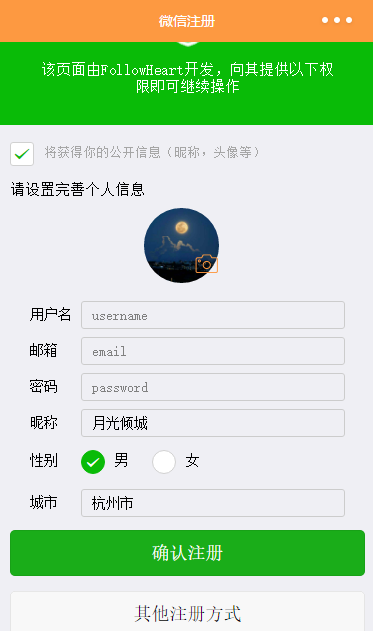 微信注册
该页面由FollowHeart开发，向其提供以下权
限即可继续操作
将获得你的公开信息（昵称，头像等）
请设置完善个人信息
用户名 username
邮箱 email
密码 password
昵称 月光倾城
性别 男 女
城市 杭州市
确认注册
其他注册方式